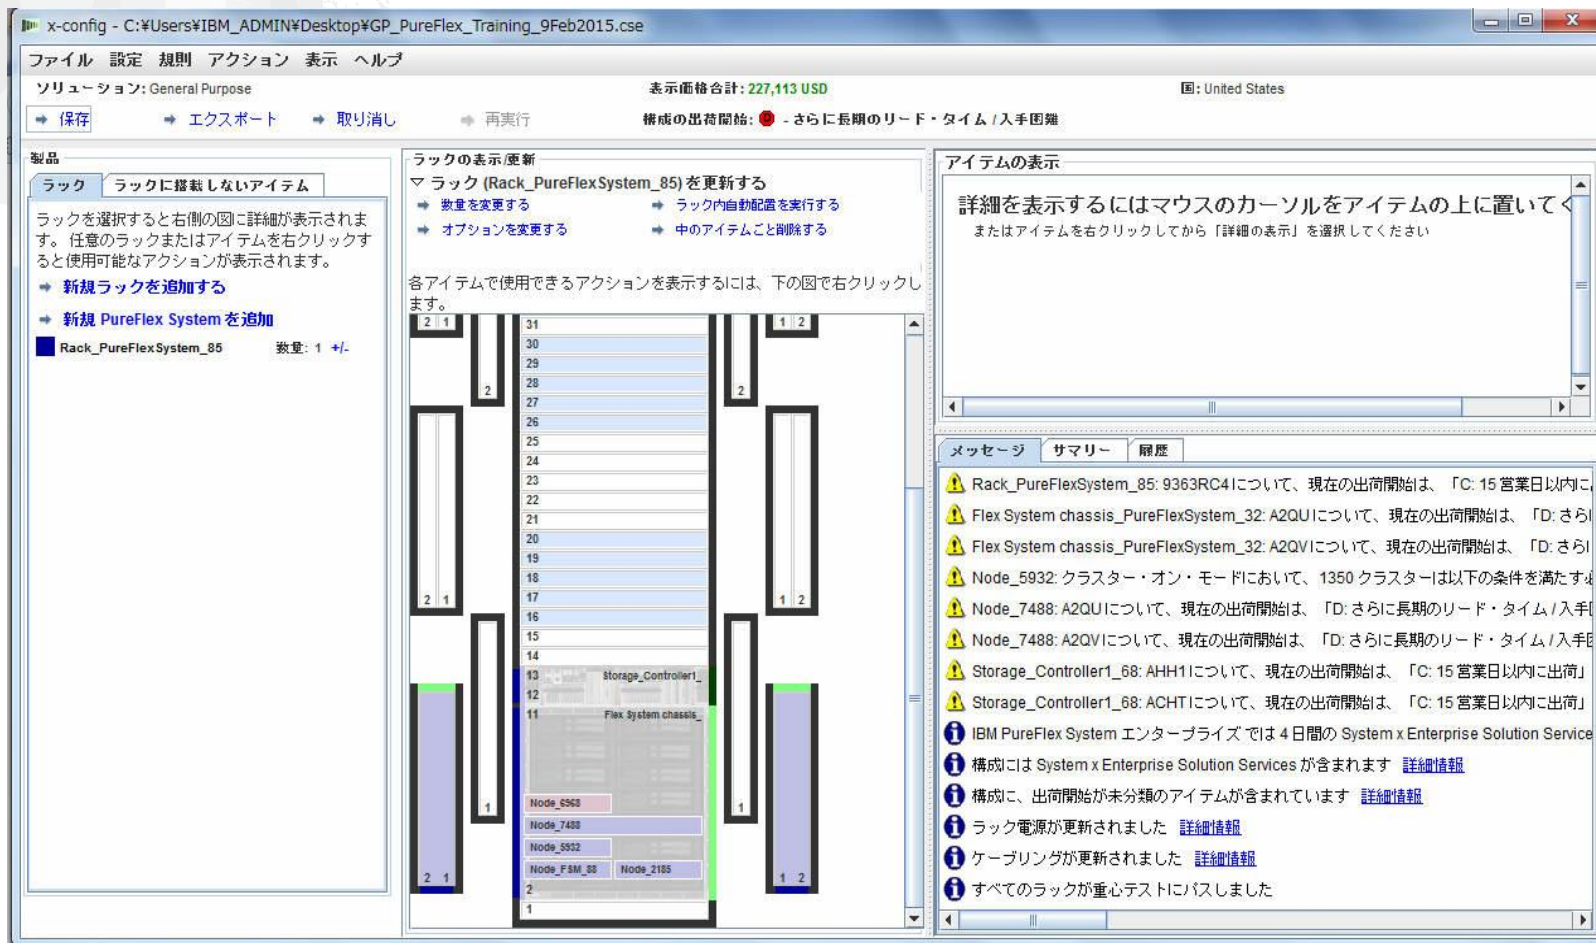 x-config - C:¥Users¥IBM_ADMIN¥Desktop¥GP_PureFlex_Training_9Feb2015.cse
ファイル 設定 規則 アクション 表示 ヘルプ
ソリューション: General Purpose
表示価格合計: 227,113 USD
国: United States
保存
エクスポート
取り消し
再実行
構成の出荷開始: D - さらに長期のリード・タイム / 入手困難
製品
ラック
ラックに搭載しないアイテム
ラックを選択すると右側の図に詳細が表示されま
す。 任意のラックまたはアイテムを右クリックす
ると使用可能なアクションが表示されます。
新規ラックを追加する
新規 PureFlex System を追加
Rack_PureFlexSystem_85 数量: 1 +/-
ラックの表示/更新
ラック (Rack_PureFlexSystem_85) を更新する
数量を変更する
ラック内自動配置を実行する
オプションを変更する
中のアイテムごと削除する
各アイテムで使用できるアクションを表示するには、下の図で右クリックし
ます。
2 1
31
1 2
30
29
28
2
2
27
26
25
24
23
22
21
20
19
18
2 1
17
1 2
16
15
14
13 Storage_Controller1_
12
11 Flex System chassis_
1
Node_6968
1
Node_7488
Node_5932
Node_FSM_88
Node_2185
2 1
1 2
2
1
アイテムの表示
詳細を表示するにはマウスのカーソルをアイテムの上に置いてく
またはアイテムを右クリックしてから「詳細の表示」を選択してください
メッセージ
サマリー
履歴
Rack_PureFlexSystem_85: 9363RC4について、現在の出荷開始は、「C: 15 営業日以内に
Flex System chassis_PureFlexSystem_32: A2QUについて、現在の出荷開始は、「D: さら
Flex System chassis_PureFlexSystem_32: A2QVについて、現在の出荷開始は、「D: さら
Node_5932: クラスター・オン・モードにおいて、1350 クラスターは以下の条件を満たす
Node_7488: A2QUについて、現在の出荷開始は、「D: さらに長期のリード・タイム / 入手
Node_7488: A2QVについて、現在の出荷開始は、「D: さらに長期のリード・タイム / 入手
Storage_Controller1_68: AHH1について、現在の出荷開始は、「C: 15 営業日以内に出荷」
Storage_Controller1_68: ACHTについて、現在の出荷開始は、「C: 15 営業日以内に出荷」
IBM PureFlex System エンタープライズ では 4 日間の System x Enterprise Solution Service
構成には System x Enterprise Solution Services が含まれます 詳細情報
構成に、出荷開始が未分類のアイテムが含まれています 詳細情報
ラック電源が更新されました 詳細情報
ケーブリングが更新されました 詳細情報
すべてのラックが重心テストにパスしました